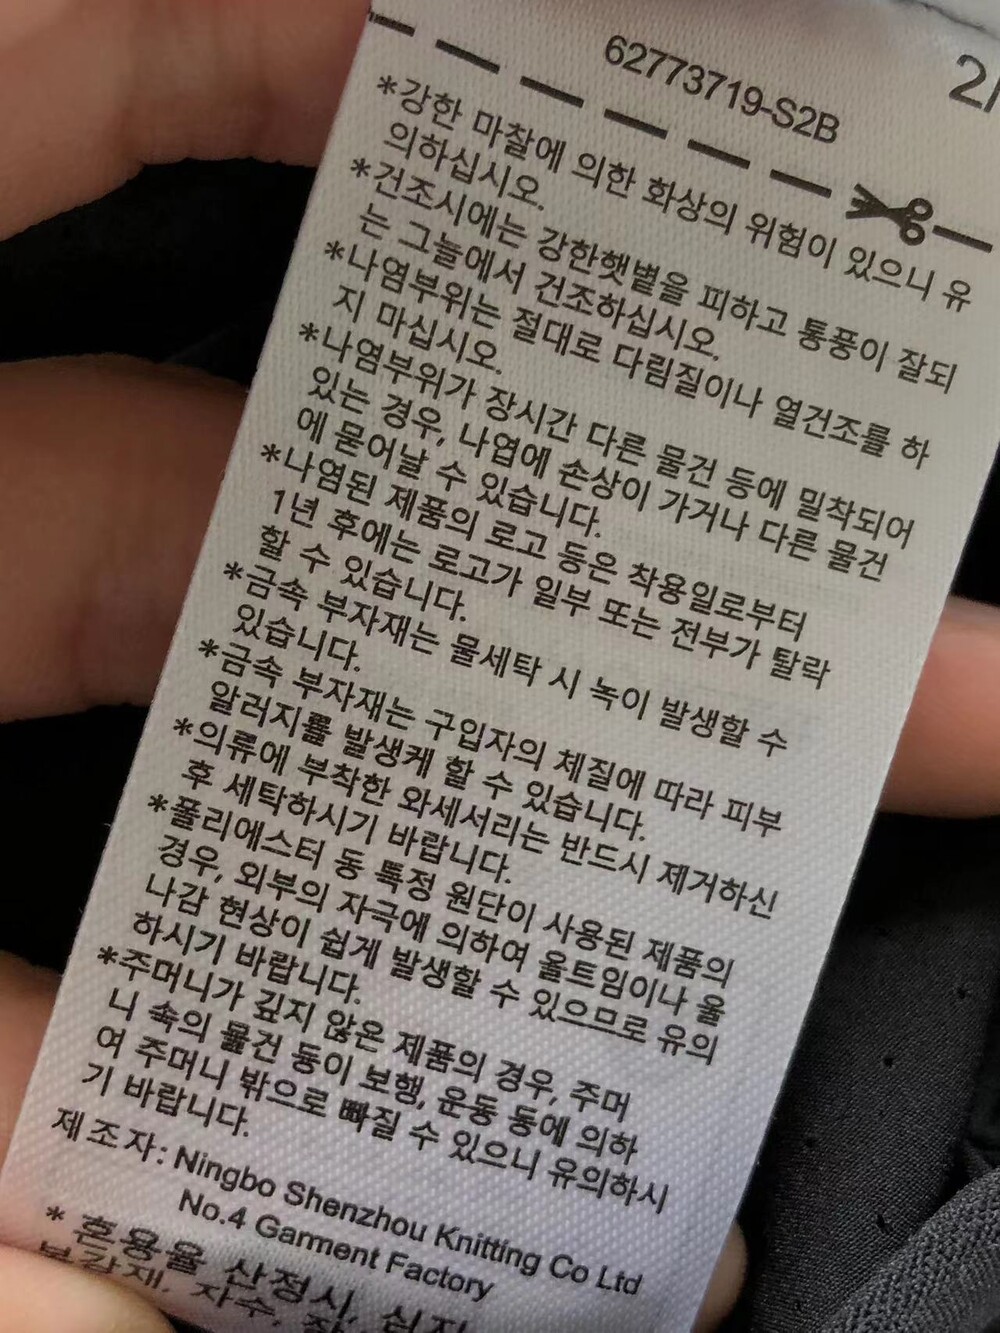 62773719-S2B
*강한 마찰에 의한 화상의 위험이 있으니 유
의하십시오.
*건조시에는 강한햇볕을 피하고 통풍이 잘되
는 그늘에서 건조하십시오.
*나염부위는 절대로 다림질이나 열건조를 하
지 마십시오.
*나염부위가 장시간 다른 물건 등에 밀착되어
있는 경우, 나엽에 손상이 가거나 다른 물건
에 묻어날 수 있습니다.
*나염된 제품의 로고 등은 착용일로부터
1년 후에는 로고가 일부 또는 전부가 탈락
할 수 있습니다.
*금속 부자재는 물세탁 시 녹이 발생할 수
있습니다.
*금속 부자재는 구입자의 체질에 따라 피부
알러지를 발생케 할 수 있습니다.
*의류에 부착한 와세서리는 반드시 제거하신
후 세탁하시기 바랍니다.
*폴리에스터 동 특정 원단이 사용된 제품의
경우, 외부의 자극에 의하여 올트임이나 올
나감 현상이 쉽게 발생할 수 있으므로 유의
하시기 바랍니다.
*주머니가 깊지 않은 제품의 경우, 주머
니 속의 물건 등이 보행, 운동 동에 의하
여 주머니 밖으로 빠질 수 있으니 유의하시
기 바랍니다.
제조자: Ningbo Shenzhou Knitting Co Ltd
No.4 Garment Factory
* 혼용율 산정시, 심지
부감재, 자수,